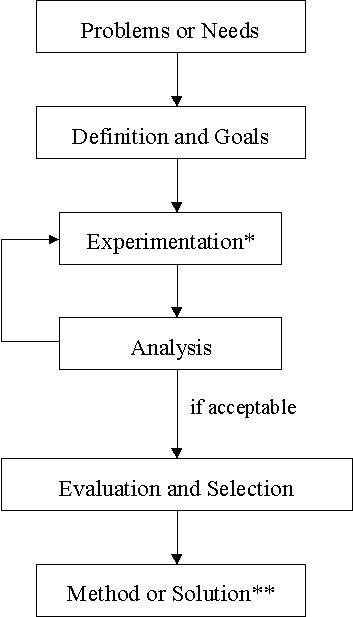 Problems or Needs
Definition and Goals
Experimentation*
Analysis
if acceptable
Evaluation and Selection
Method or Solution**